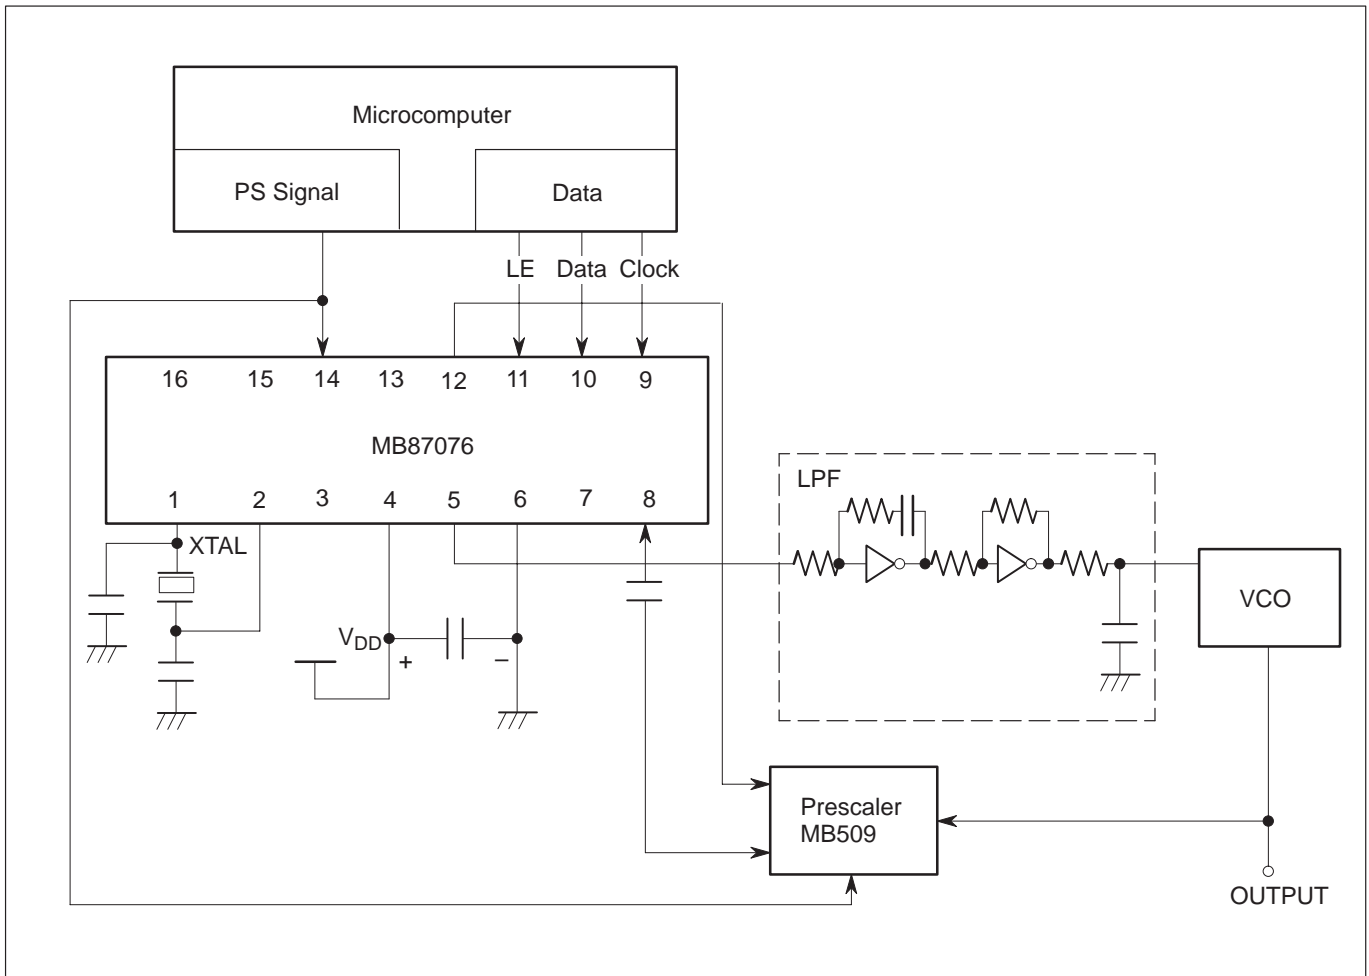 Microcomputer
PS Signal
Data
LE Data Clock
16 15 14 13 12 11 10 9
MB87076
1 2 3 4 5 6 7 8
XTAL
LPF
VCO
VDD
+ –
Prescaler
MB509
OUTPUT